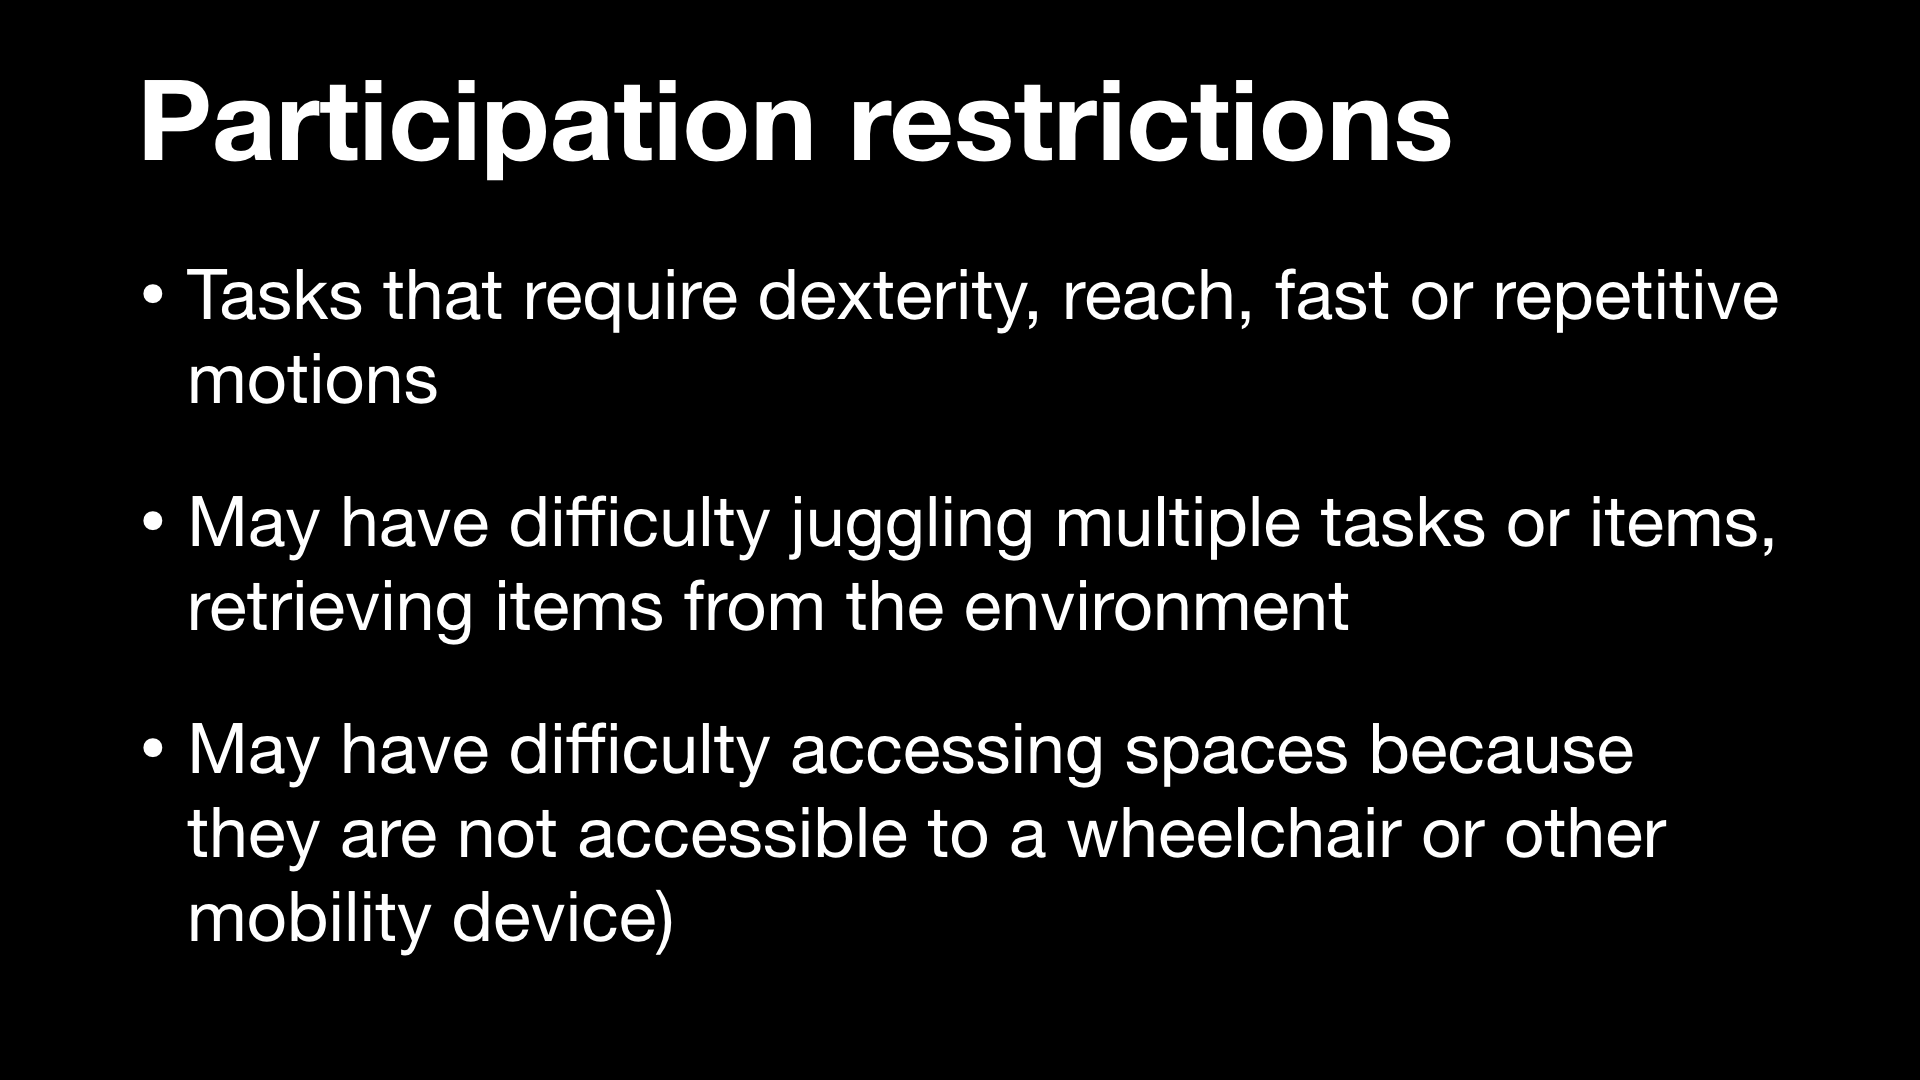 Participation restrictions
• Tasks that require dexterity, reach, fast or repetitive
motions
• May have difficulty juggling multiple tasks or items,
retrieving items from the environment
• May have difficulty accessing spaces because
they are not accessible to a wheelchair or other
mobility device)